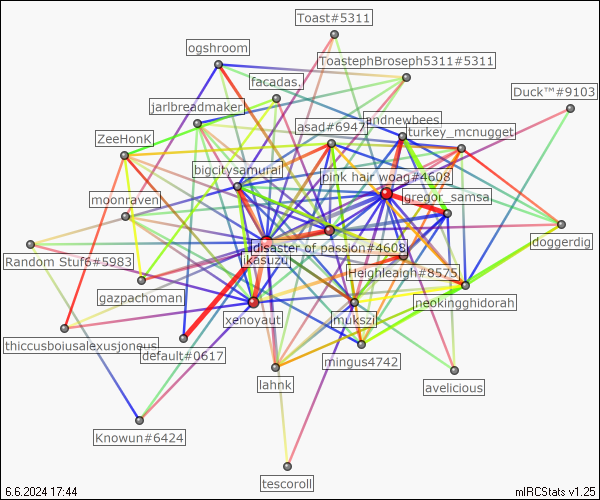 Toast#5311
ogshroom
ToastephBroseph5311#5311
facadas.
Duck™#9103
jarlbreadmaker
andnewbees
asad#6947
turkey_mcnugget
ZeeHonK
bigcitysamurai
pink hair woag#4608
gregor_samsa
moonraven
disaster of passion#4608
doggerdig
ikasuzu
Random Stuf6#5983
Heighleaigh#8575
gazpachoman
neokingghidorah
xenoyaut
mukszi
thiccusboiusalexusjoneus
default#0617
mingus4742
lahnk
avelicious
Knowun#6424
tescoroll
6.6.2024 17:44
mIRCStats v1.25